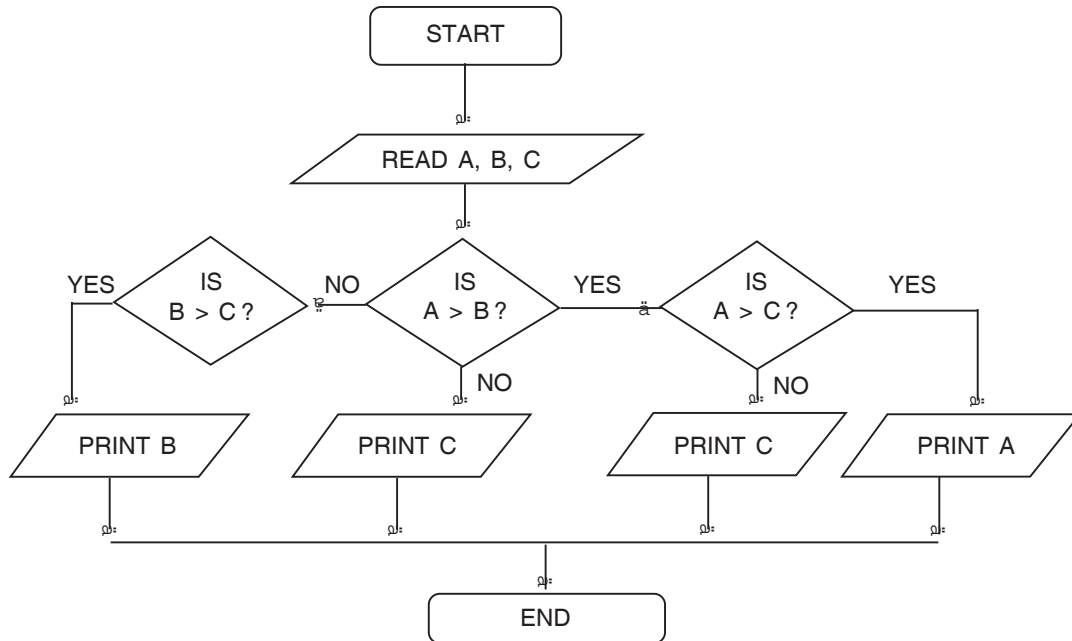 START
READ A, B, C
IS
B > C?
IS
A > B?
IS
A > C?
YES
NO
YES
YES
NO
NO
PRINT B
PRINT C
PRINT C
PRINT A
END